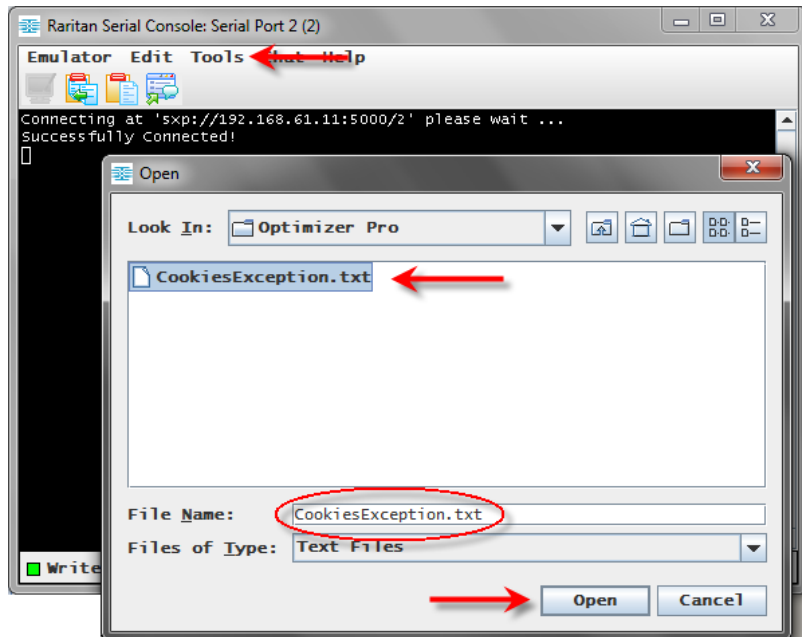 Raritan Serial Console: Serial Port 2 (2)
Emulator Edit Tools Chat Help
Connecting at 'sxp://192.168.61.11:5000/2' please wait ...
Successfully Connected!
Open
Look In: Optimizer Pro
CookiesException.txt
File Name: CookiesException.txt
Files of Type: Text Files
Write
Open Cancel